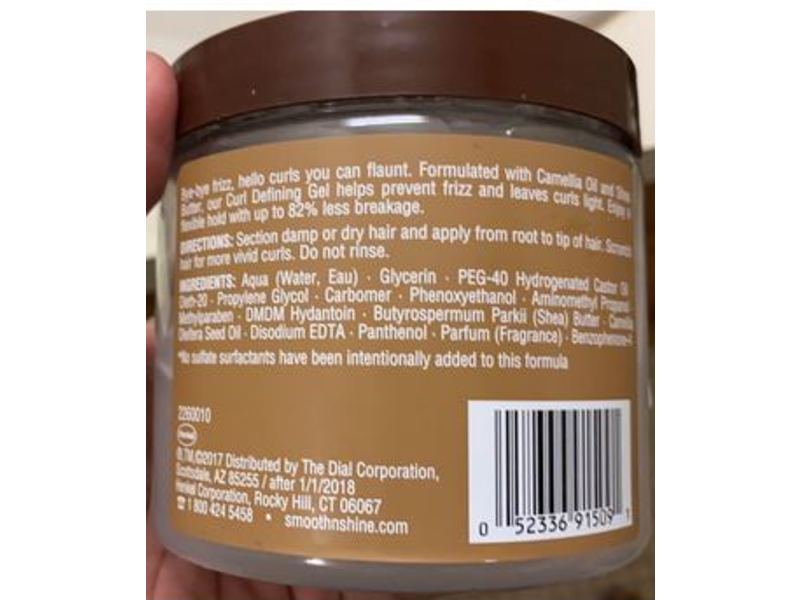 Bye-bye frizz, hello curls you can flaunt. Formulated with Camellia Oil and Shea
Butter, our Curl Defining Gel helps prevent frizz and leaves curls light. Enjoy
flexible hold with up to 82% less breakage.
DIRECTIONS: Section damp or dry hair and apply from root to tip of hair.
hair for more vivid curls. Do not rinse.
INGREDIENTS: Aqua (Water, Eau) · Glycerin · PEG-40 Hydrogenated Castor Oil
· Propylene Glycol · Carbomer · Phenoxyethanol · Aminomethyl Propanol
Methylparaben · DMDM Hydantoin · Butyrospermum Parkii (Shea) Butter ·
Oleifera Seed Oil · Disodium EDTA · Panthenol · Parfum (Fragrance) ·
*No sulfate surfactants have been intentionally added to this formula
2260010
Henkel
®, TM, ©2017 Distributed by The Dial Corporation,
Scottsdale, AZ 85255 / after 1/1/2018
Henkel Corporation, Rocky Hill, CT 06067
☎ 1 800 424 5458 • smoothnshine.com
0 52336 91509 1